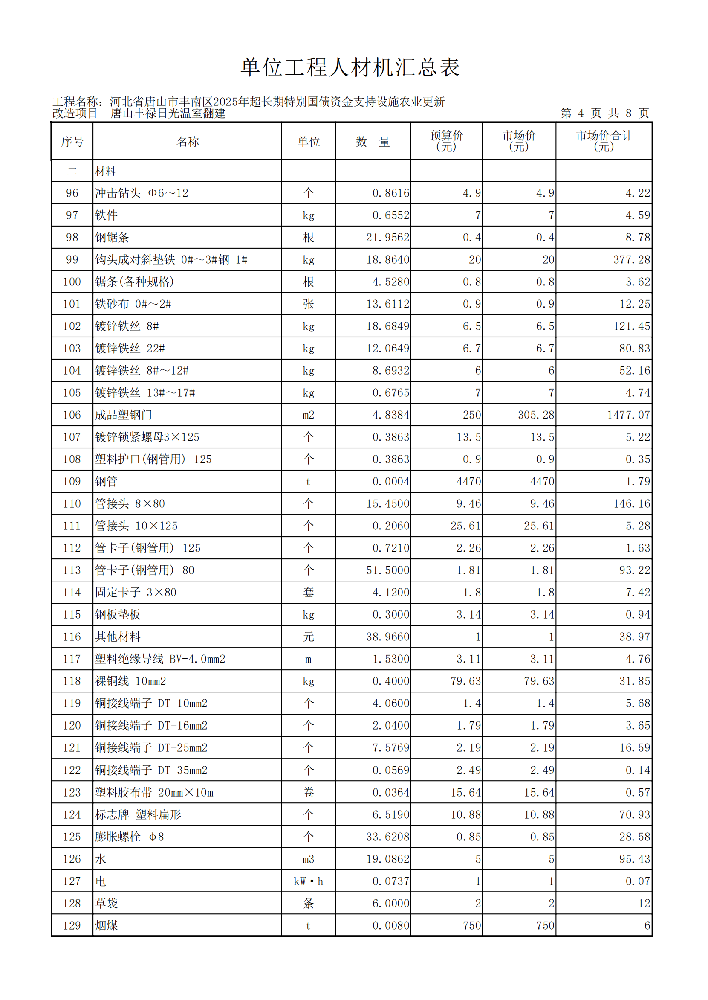 单位工程人材机汇总表
工程名称：河北省唐山市丰南区2025年超长期特别国债资金支持设施农业更新
改造项目--唐山丰禄日光温室翻建 第 4 页 共 8 页
序号 名称 单位 数 量 预算价(元) 市场价(元) 市场价合计(元)
二 材料
96 冲击钻头 Φ6～12 个 0.8616 4.9 4.9 4.22
97 铁件 kg 0.6552 7 7 4.59
98 钢锯条 根 21.9562 0.4 0.4 8.78
99 钩头成对斜垫铁 0#～3#钢 1# kg 18.8640 20 20 377.28
100 锯条(各种规格) 根 4.5280 0.8 0.8 3.62
101 铁砂布 0#～2# 张 13.6112 0.9 0.9 12.25
102 镀锌铁丝 8# kg 18.6849 6.5 6.5 121.45
103 镀锌铁丝 22# kg 12.0649 6.7 6.7 80.83
104 镀锌铁丝 8#～12# kg 8.6932 6 6 52.16
105 镀锌铁丝 13#～17# kg 0.6765 7 7 4.74
106 成品塑钢门 m2 4.8384 250 305.28 1477.07
107 镀锌锁紧螺母3×125 个 0.3863 13.5 13.5 5.22
108 塑料护口(钢管用) 125 个 0.3863 0.9 0.9 0.35
109 钢管 t 0.0004 4470 4470 1.79
110 管接头 8×80 个 15.4500 9.46 9.46 146.16
111 管接头 10×125 个 0.2060 25.61 25.61 5.28
112 管卡子(钢管用) 125 个 0.7210 2.26 2.26 1.63
113 管卡子(钢管用) 80 个 51.5000 1.81 1.81 93.22
114 固定卡子 3×80 套 4.1200 1.8 1.8 7.42
115 钢板垫板 kg 0.3000 3.14 3.14 0.94
116 其他材料 元 38.9660 1 1 38.97
117 塑料绝缘导线 BV-4.0mm2 m 1.5300 3.11 3.11 4.76
118 裸铜线 10mm2 kg 0.4000 79.63 79.63 31.85
119 铜接线端子 DT-10mm2 个 4.0600 1.4 1.4 5.68
120 铜接线端子 DT-16mm2 个 2.0400 1.79 1.79 3.65
121 铜接线端子 DT-25mm2 个 7.5769 2.19 2.19 16.59
122 铜接线端子 DT-35mm2 个 0.0569 2.49 2.49 0.14
123 塑料胶布带 20mm×10m 卷 0.0364 15.64 15.64 0.57
124 标志牌 塑料扁形 个 6.5190 10.88 10.88 70.93
125 膨胀螺栓 φ8 个 33.6208 0.85 0.85 28.58
126 水 m3 19.0862 5 5 95.43
127 电 kW·h 0.0737 1 1 0.07
128 草袋 条 6.0000 2 2 12
129 烟煤 t 0.0080 750 750 6